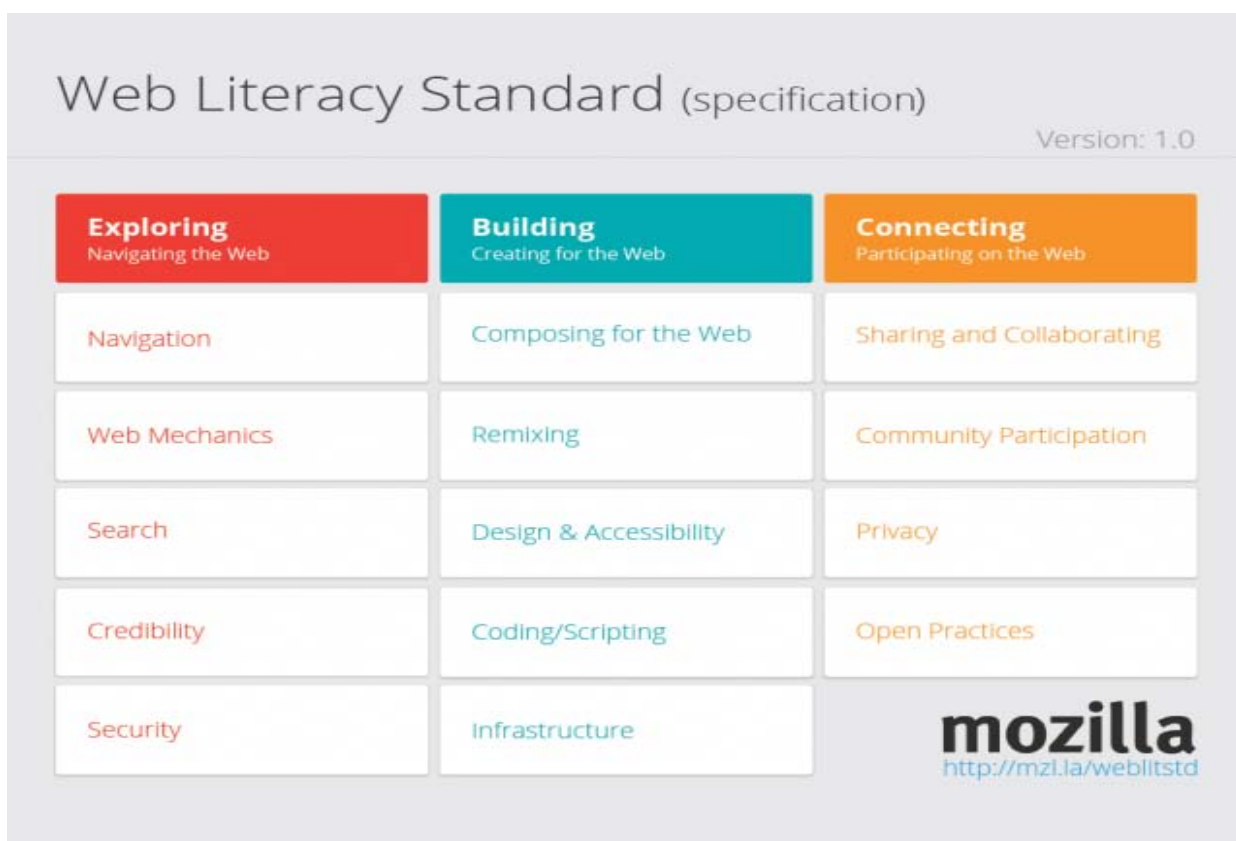 Web Literacy Standard (specification)
Version: 1.0
Exploring
Navigating the Web
Navigation
Web Mechanics
Search
Credibility
Security
Building
Creating for the Web
Composing for the Web
Remixing
Design & Accessibility
Coding/Scripting
Infrastructure
Connecting
Participating on the Web
Sharing and Collaborating
Community Participation
Privacy
Open Practices
mozilla
http://mzl.la/weblitstd